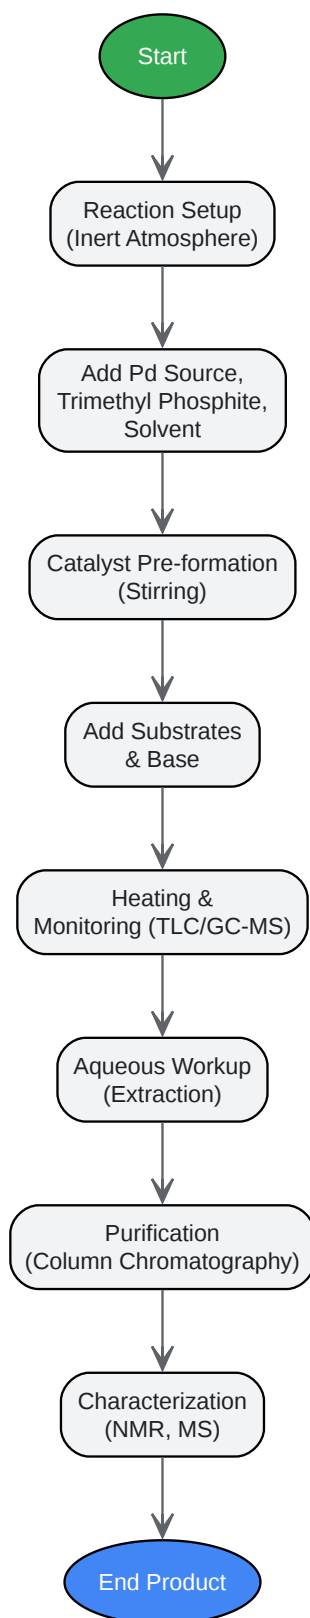 Start
Reaction Setup
(Inert Atmosphere)
Add Pd Source,
Trimethyl Phosphite,
Solvent
Catalyst Pre-formation
(Stirring)
Add Substrates
& Base
Heating &
Monitoring (TLC/GC-MS)
Aqueous Workup
(Extraction)
Purification
(Column Chromatography)
Characterization
(NMR, MS)
End Product